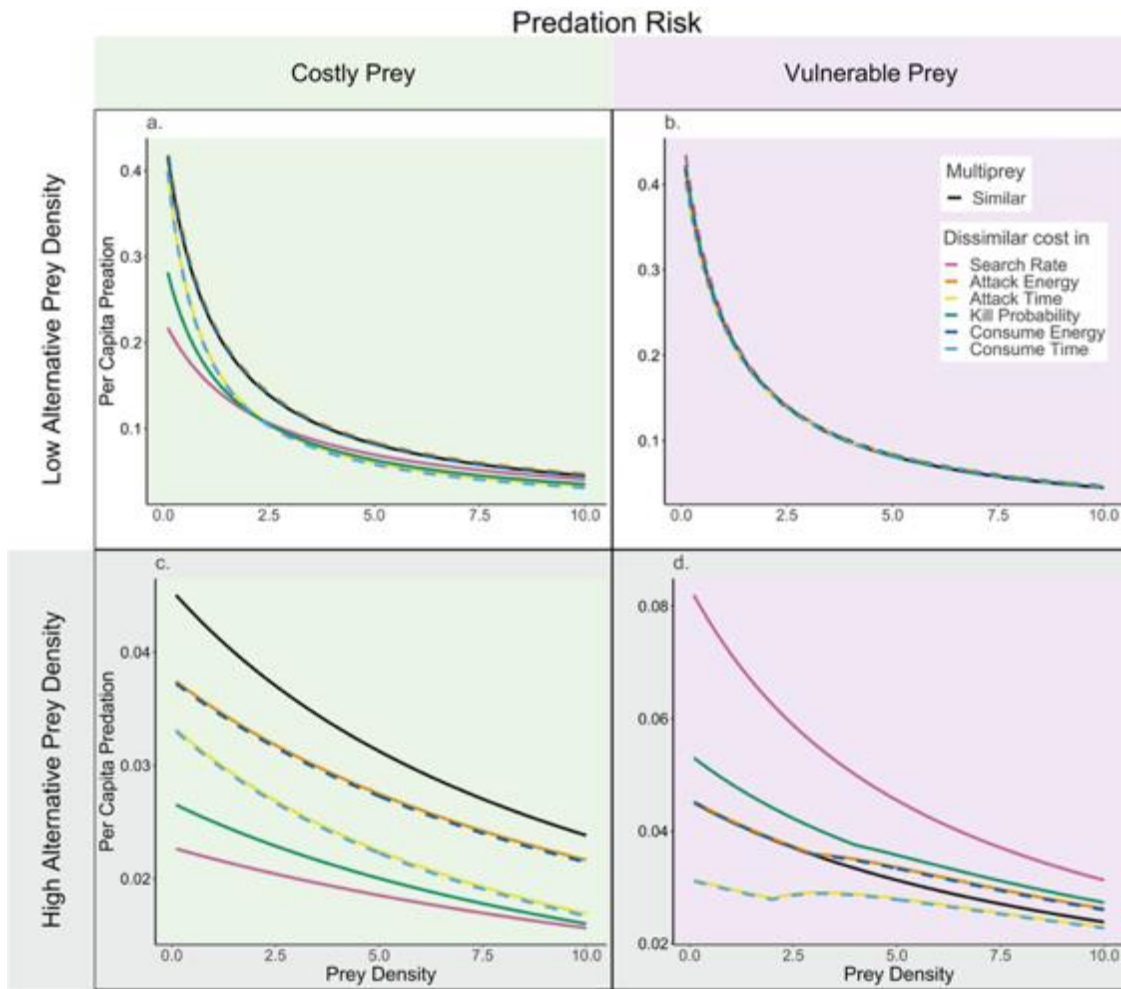 Predation Risk
Costly Prey
Vulnerable Prey
Low Alternative Prey Density
a.
Per Capita Preation
0.4
0.3
0.2
0.1
0.0 2.5 5.0 7.5 10.0
b.
0.4
0.3
0.2
0.1
0.0 2.5 5.0 7.5 10.0
Multiprey
Similar
Dissimilar cost in
Search Rate
Attack Energy
Attack Time
Kill Probability
Consume Energy
Consume Time
High Alternative Prey Density
c.
Per Capita Predation
0.04
0.03
0.02
0.0 2.5 5.0 7.5 10.0
Prey Density
d.
0.08
0.06
0.04
0.02
0.0 2.5 5.0 7.5 10.0
Prey Density